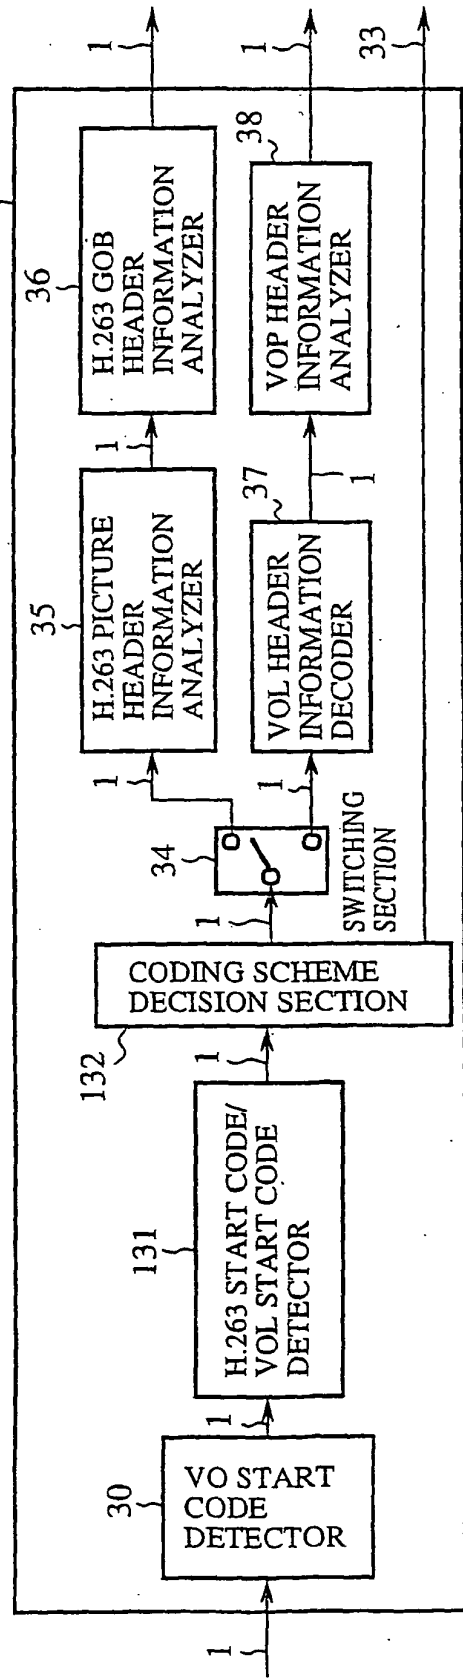 1
30
VO START
CODE
DETECTOR
1
131
H.263 START CODE/
VOL START CODE
DETECTOR
1
132
CODING SCHEME
DECISION SECTION
1
34
SWITCHING
SECTION
1
35
H.263 PICTURE
HEADER
INFORMATION
ANALYZER
1
36
H.263 GOB
HEADER
INFORMATION
ANALYZER
1
1
37
VOL HEADER
INFORMATION
DECODER
1
38
VOP HEADER
INFORMATION
ANALYZER
1
33